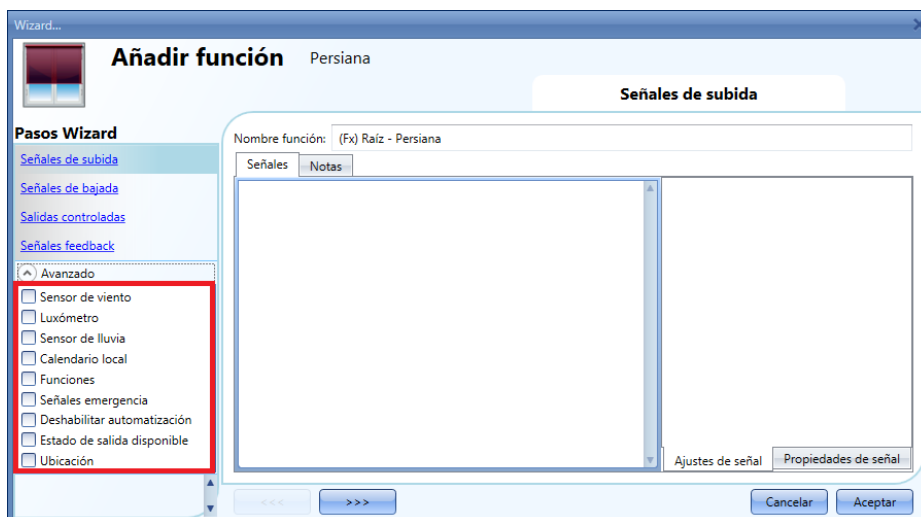 Wizard...
Añadir función Persiana
Señales de subida
Pasos Wizard
Señales de subida
Señales de bajada
Salidas controladas
Señales feedback
Avanzado
Sensor de viento
Luxómetro
Sensor de lluvia
Calendario local
Funciones
Señales emergencia
Deshabilitar automatización
Estado de salida disponible
Ubicación
Nombre función: (Fx) Raíz - Persiana
Señales Notas
Ajustes de señal Propiedades de señal
<<< >>> Cancelar Aceptar